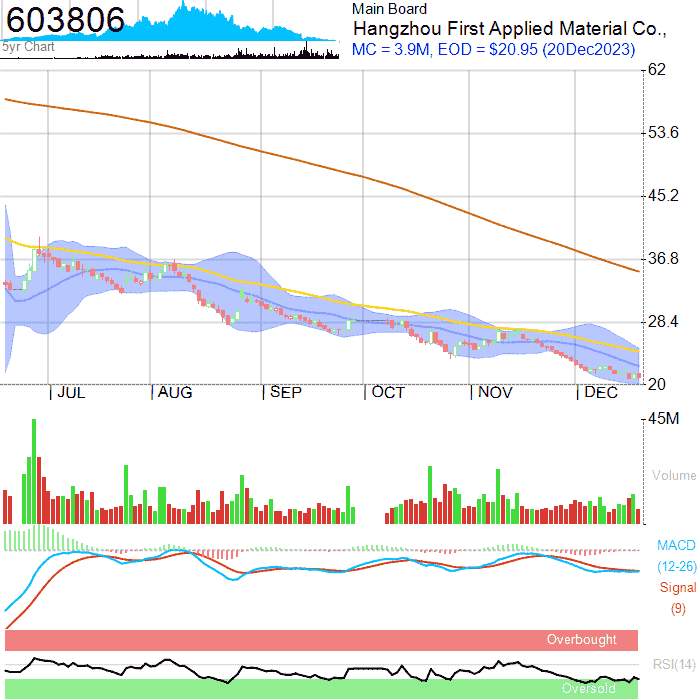 603806
5yr Chart
Main Board
Hangzhou First Applied Material Co.,
MC = 3.9M, EOD = $20.95 (20Dec2023)
62
53.6
45.2
36.8
28.4
20
JUL AUG SEP OCT NOV DEC
45M
Volume
MACD
(12-26)
Signal
(9)
Overbought
RSI(14)
Oversold